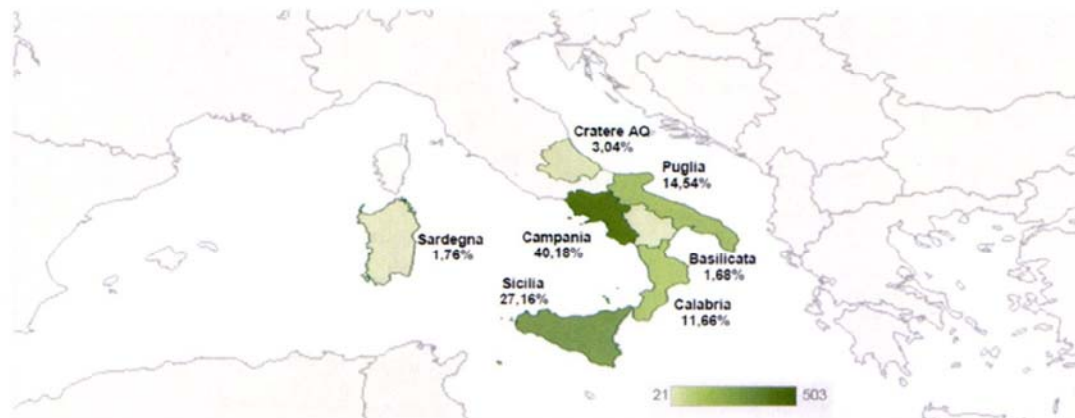 Cratere AQ
3,04%
Puglia
14,54%
Sardegna
1,76%
Campania
40,18%
Basilicata
1,68%
Sicilia
27,16%
Calabria
11,66%
21
503